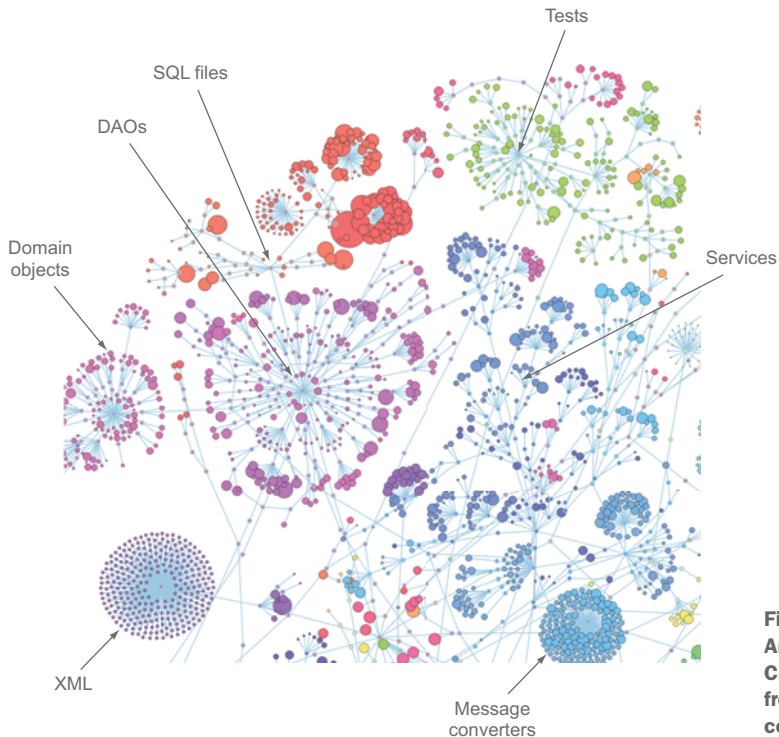 Tests
SQL files
DAOs
Domain
objects
Services
XML
Message
converters